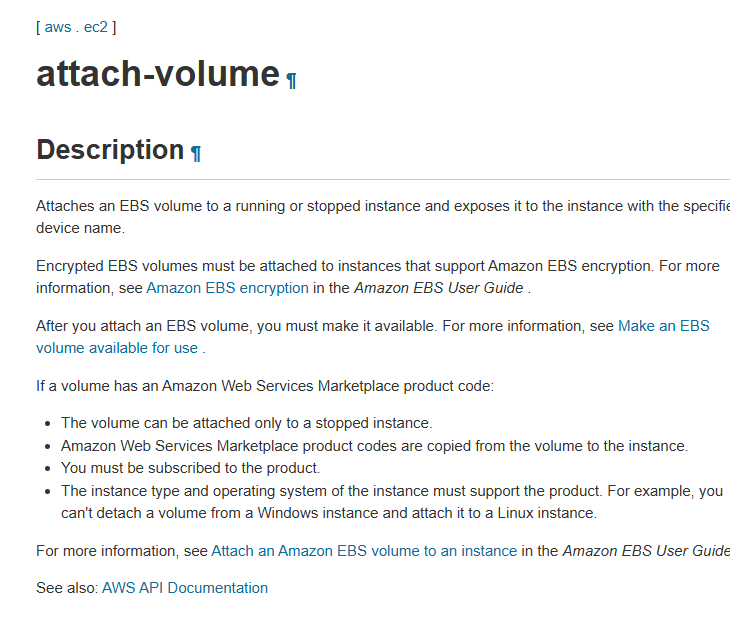 [ aws . ec2 ]
attach-volume ¶
Description ¶
Attaches an EBS volume to a running or stopped instance and exposes it to the instance with the
device name.
Encrypted EBS volumes must be attached to instances that support Amazon EBS encryption. For more
information, see Amazon EBS encryption in the Amazon EBS User Guide .
After you attach an EBS volume, you must make it available. For more information, see Make an EBS
volume available for use .
If a volume has an Amazon Web Services Marketplace product code:
• The volume can be attached only to a stopped instance.
• Amazon Web Services Marketplace product codes are copied from the volume to the instance.
• You must be subscribed to the product.
• The instance type and operating system of the instance must support the product. For example, you
can't detach a volume from a Windows instance and attach it to a Linux instance.
For more information, see Attach an Amazon EBS volume to an instance in the Amazon EBS User Guide
See also: AWS API Documentation